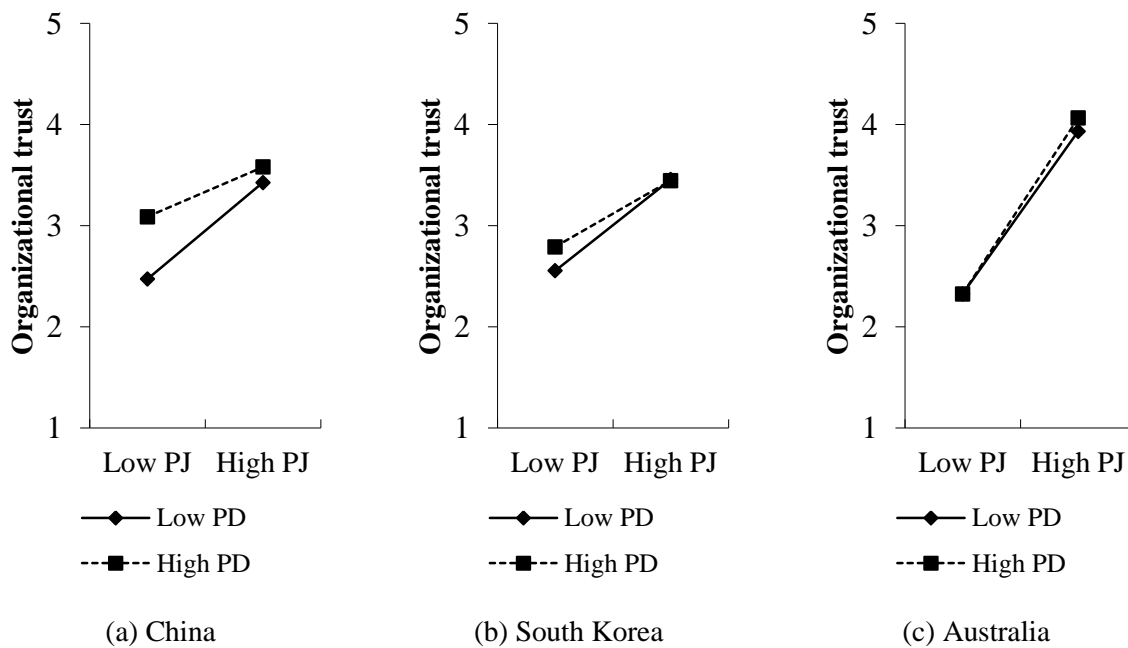 5
4
3
2
1
Organizational trust
Low PJ High PJ
Low PD
High PD
(a) China
5
4
3
2
1
Organizational trust
Low PJ High PJ
Low PD
High PD
(b) South Korea
5
4
3
2
1
Organizational trust
Low PJ High PJ
Low PD
High PD
(c) Australia